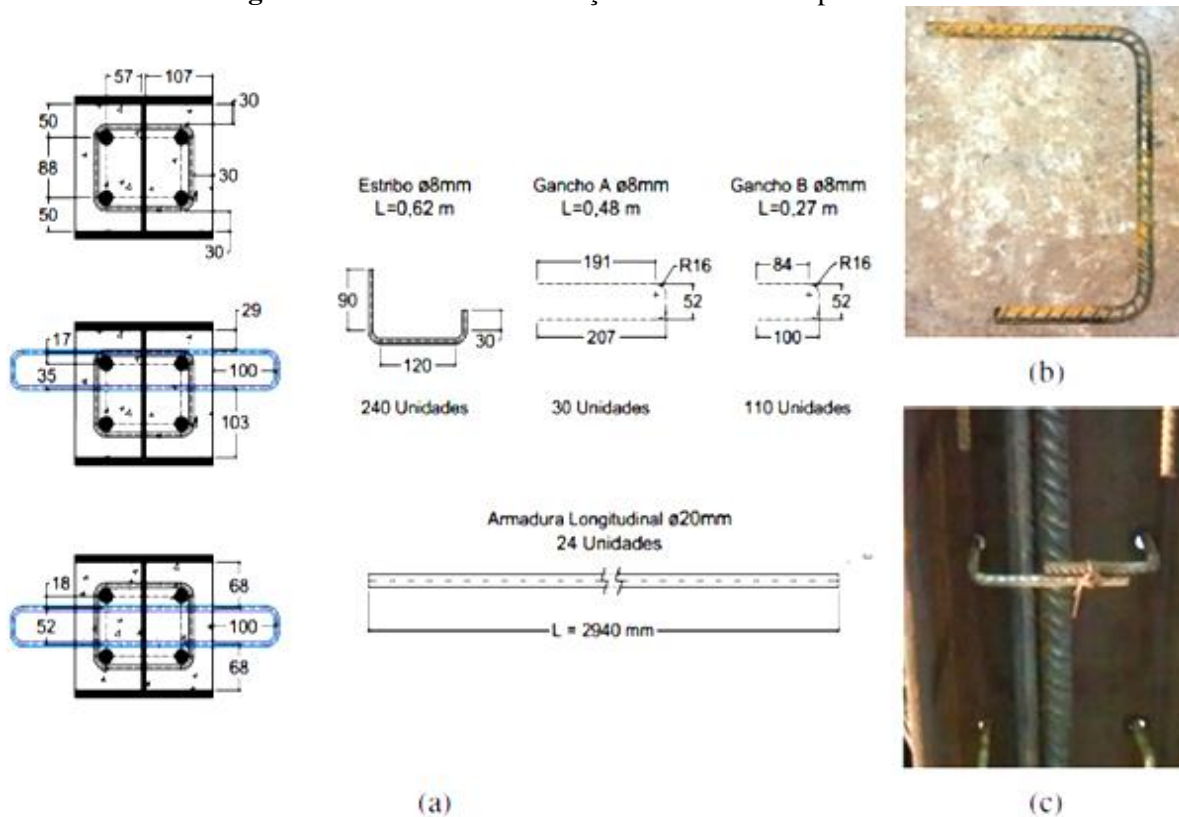 57
107
30
50
88
50
30
30
29
17
35
100
103
18
52
68
100
68
Estribo ø8mm
L=0,62 m
90
120
30
240 Unidades
Gancho A ø8mm
L=0,48 m
191
R16
52
207
30 Unidades
Gancho B ø8mm
L=0,27 m
84
R16
52
100
110 Unidades
Armadura Longitudinal ø20mm
24 Unidades
L = 2940 mm
(a)
(b)
(c)